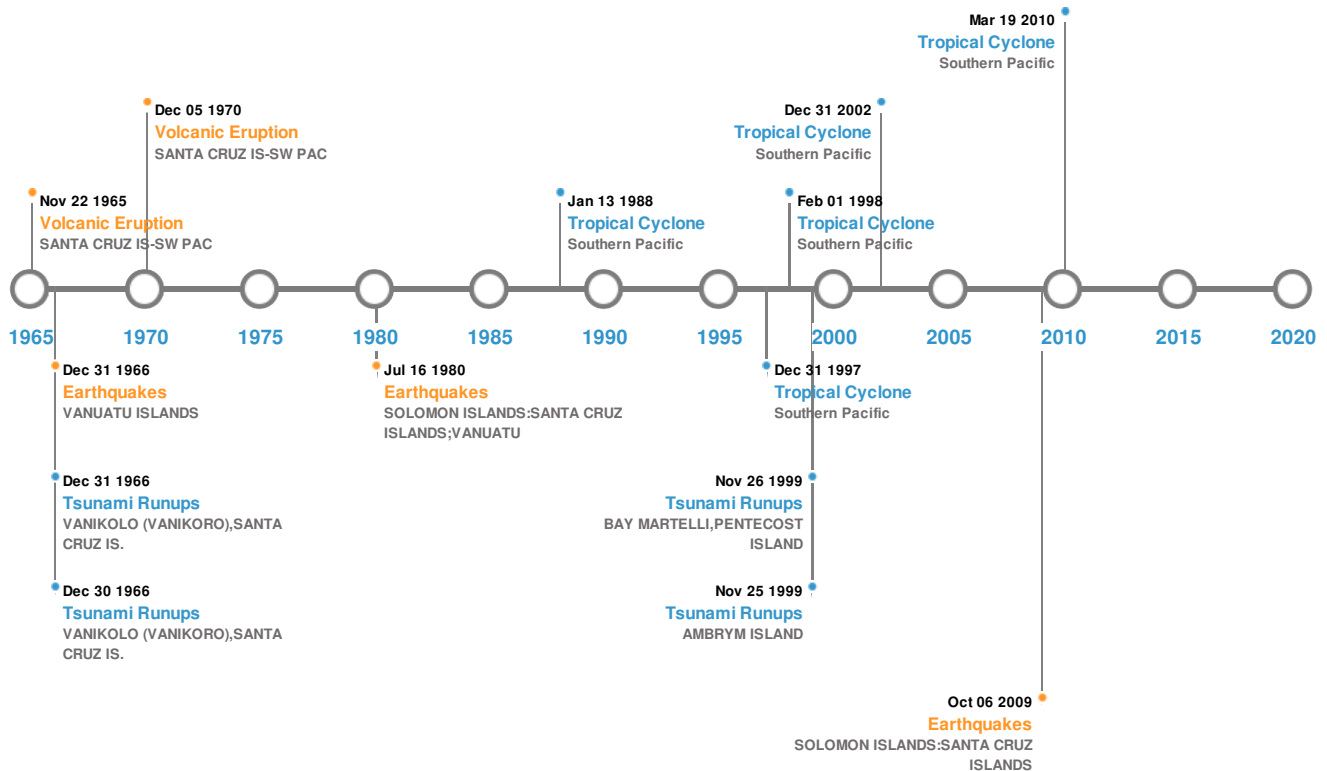 Mar 19 2010
Tropical Cyclone
Southern Pacific
Dec 05 1970
Volcanic Eruption
SANTA CRUZ IS-SW PAC
Dec 31 2002
Tropical Cyclone
Southern Pacific
Nov 22 1965
Volcanic Eruption
SANTA CRUZ IS-SW PAC
Jan 13 1988
Tropical Cyclone
Southern Pacific
Feb 01 1998
Tropical Cyclone
Southern Pacific
1965 1970 1975 1980 1985 1990 1995 2000 2005 2010 2015 2020
Dec 31 1966
Earthquakes
VANUATU ISLANDS
Jul 16 1980
Earthquakes
SOLOMON ISLANDS:SANTA CRUZ
ISLANDS;VANUATU
Dec 31 1997
Tropical Cyclone
Southern Pacific
Dec 31 1966
Tsunami Runups
VANIKOLO (VANIKORO),SANTA
CRUZ IS.
Nov 26 1999
Tsunami Runups
BAY MARTELLI,PENTECOST
ISLAND
Dec 30 1966
Tsunami Runups
VANIKOLO (VANIKORO),SANTA
CRUZ IS.
Nov 25 1999
Tsunami Runups
AMBRYM ISLAND
Oct 06 2009
Earthquakes
SOLOMON ISLANDS:SANTA CRUZ
ISLANDS